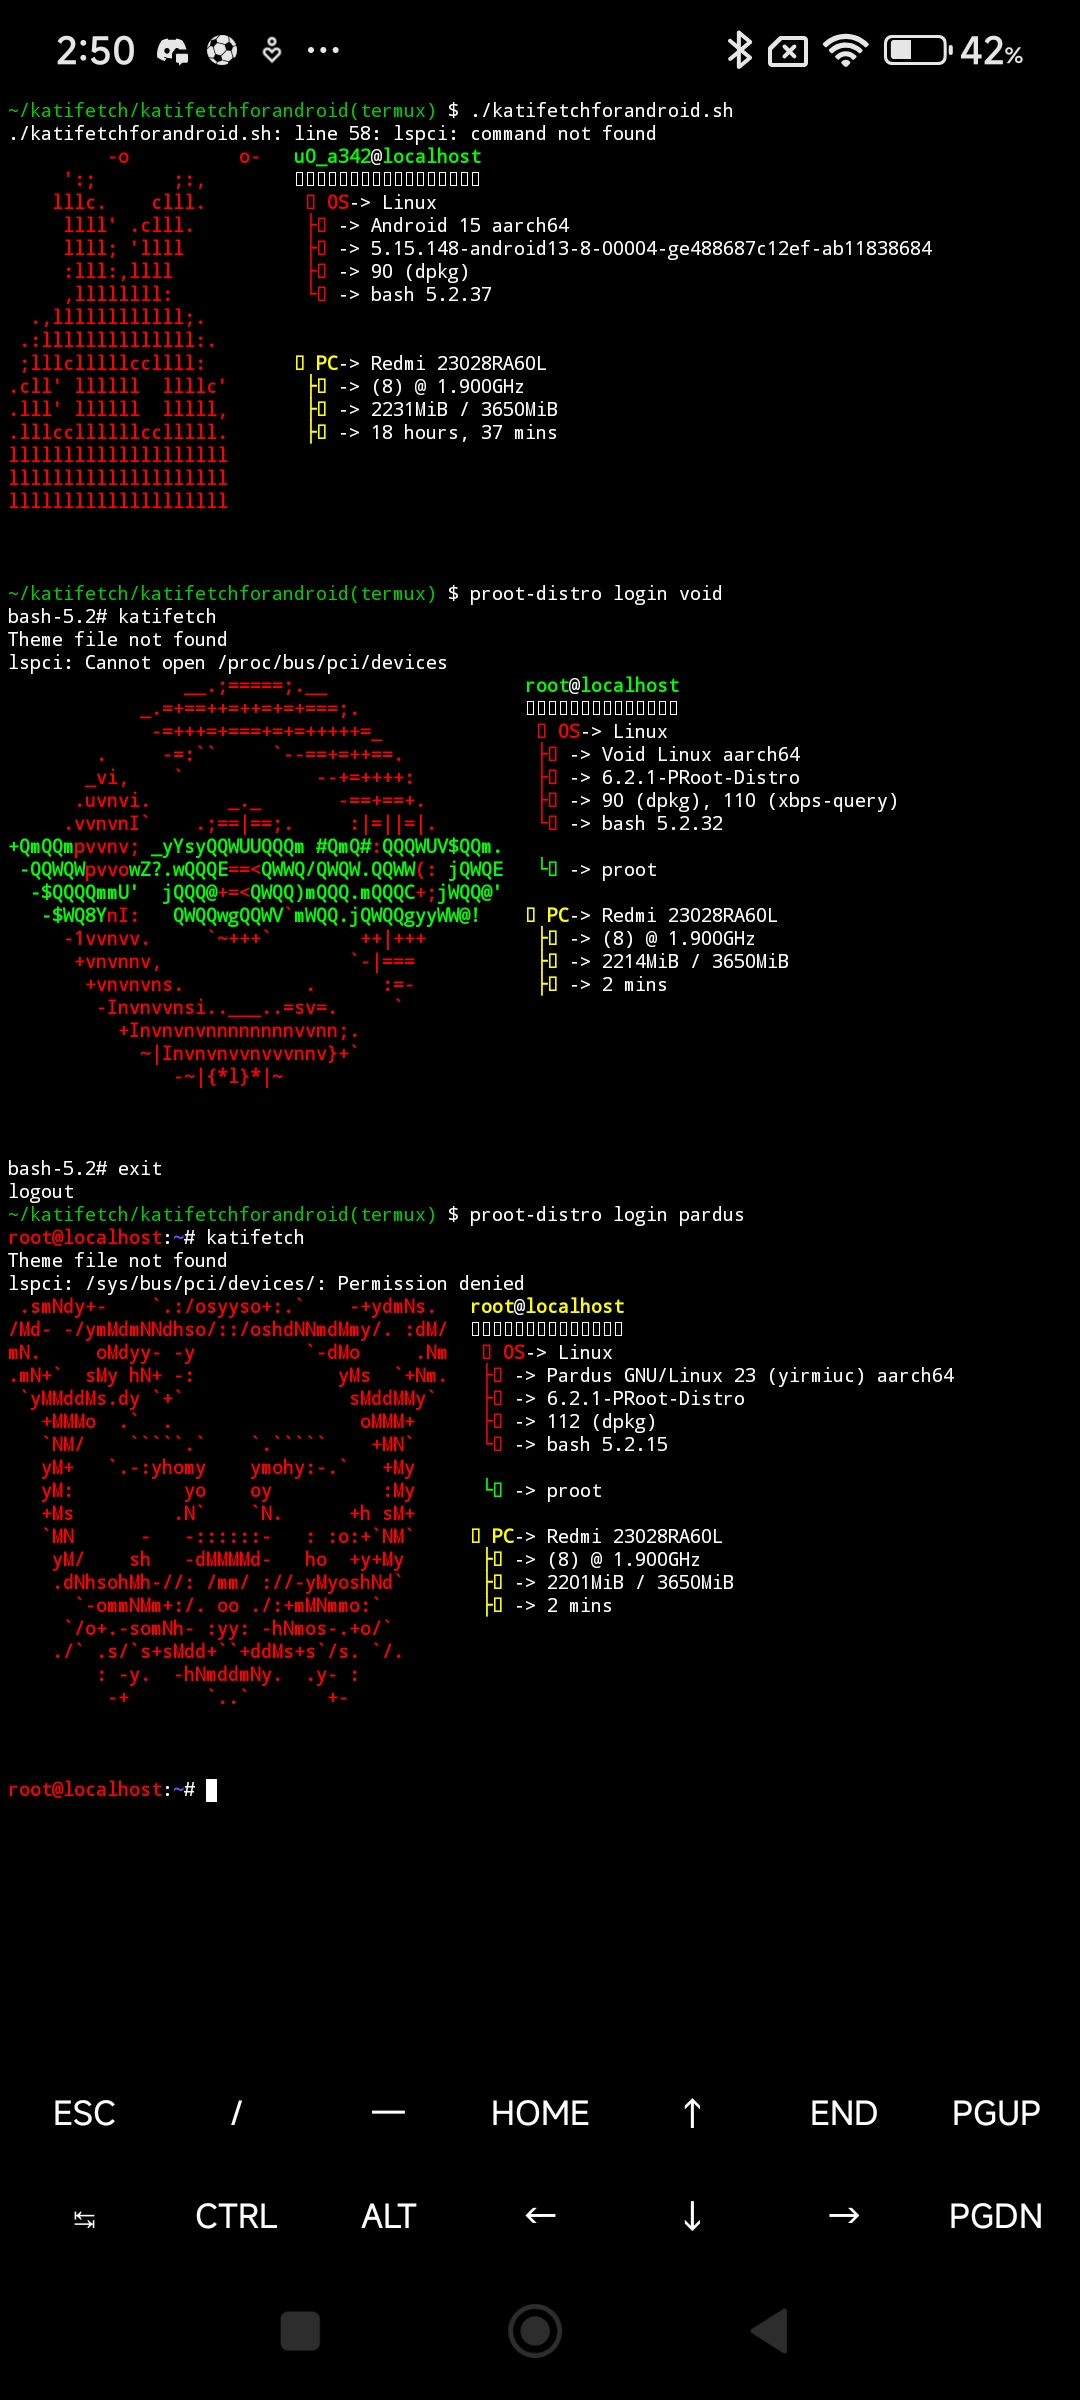 2:50 42%
~/katifetch/katifetchforandroid(termux) $ ./katifetchforandroid.sh
./katifetchforandroid.sh: line 58: lspci: command not found
         -o          o-   u0_a342@localhost
     ':;       ;:,        ▯▯▯▯▯▯▯▯▯▯▯▯▯▯▯▯▯
    lllc.    clll.         ▯ OS-> Linux
     llll' .clll.          ├▯ -> Android 15 aarch64
     llll; 'llll           ├▯ -> 5.15.148-android13-8-00004-ge488687c12ef-ab11838684
     :lll:,llll            ├▯ -> 90 (dpkg)
     ,llllllll:            └▯ -> bash 5.2.37
  .,llllllllllll;.
 .:llllllllllllll:.
 ;lllclllllccllll:        ▯ PC-> Redmi 23028RA60L
.cll' llllll  llllc'       ├▯ -> (8) @ 1.900GHz
.lll' llllll  lllll,       ├▯ -> 2231MiB / 3650MiB
.lllccllllllcclllll.       ├▯ -> 18 hours, 37 mins
llllllllllllllllllll
llllllllllllllllllll
llllllllllllllllllll
~/katifetch/katifetchforandroid(termux) $ proot-distro login void
bash-5.2# katifetch
Theme file not found
lspci: Cannot open /proc/bus/pci/devices
                __.;=====;.__                  root@localhost
            _.=+==++=++=+=+===;.               ▯▯▯▯▯▯▯▯▯▯▯▯▯▯
             -=+++=+===+=+=+++++=_              ▯ OS-> Linux
        .     -=:``     `--==+=++==.            ├▯ -> Void Linux aarch64
       _vi,    `            --+=++++:           ├▯ -> 6.2.1-PRoot-Distro
      .uvnvi.       _._       -==+==+.          ├▯ -> 90 (dpkg), 110 (xbps-query)
     .vvnvnI`    .;==|==;.     :|=||=|.         └▯ -> bash 5.2.32
+QmQQmpvvnv; _yYsyQQWUUQQQm #QmQ#:QQQWUV$QQm.
 -QQWQWpvvowZ?.wQQQE==<QWWQ/QWQW.QQWW(: jQWQE   └▯ -> proot
  -$QQQQmmU'  jQQQ@+=<QWQQ)mQQQ.mQQQC+;jWQQ@'
   -$WQ8YnI:   QWQQwgQQWV`mWQQ.jQWQQgyyWW@!    ▯ PC-> Redmi 23028RA60L
     -1vvnvv.     `~+++`        ++|+++          ├▯ -> (8) @ 1.900GHz
      +vnvnnv,                 `-|===           ├▯ -> 2214MiB / 3650MiB
       +vnvnvns.           .      :=-           ├▯ -> 2 mins
        -Invnvvnsi..___..=sv=.     `
          +Invnvnvnnnnnnnnvvnn;.
            ~|Invnvnvvnvvvnnv}+`
               -~|{*l}*|~
bash-5.2# exit
logout
~/katifetch/katifetchforandroid(termux) $ proot-distro login pardus
root@localhost:~# katifetch
Theme file not found
lspci: /sys/bus/pci/devices/: Permission denied
 .smNdy+-    `.:/osyyso+:.`    -+ydmNs.   root@localhost
/Md- -/ymMdmNNdhso/::/oshdNNmdMmy/. :dM/  ▯▯▯▯▯▯▯▯▯▯▯▯▯▯
mN.     oMdyy- -y          `-dMo     .Nm   ▯ OS-> Linux
.mN+`  sMy hN+ -:             yMs  `+Nm.   ├▯ -> Pardus GNU/Linux 23 (yirmiuc) aarch64
 `yMMddMs.dy `+`                sMddMMy`   ├▯ -> 6.2.1-PRoot-Distro
   +MMMo  .`  .                 oMMM+      ├▯ -> 112 (dpkg)
   `NM/    `````.`    `.`````    +MN`      └▯ -> bash 5.2.15
   yM+   `.-:yhomy    ymohy:-.`   +My
   yM:          yo    oy          :My      └▯ -> proot
   +Ms         .N`    `N.      +h sM+
   `MN      -   -::::::-   : :o:+`NM`     ▯ PC-> Redmi 23028RA60L
    yM/    sh   -dMMMMd-   ho  +y+My       ├▯ -> (8) @ 1.900GHz
    .dNhsohMh-//: /mm/ ://-yMyoshNd`       ├▯ -> 2201MiB / 3650MiB
      `-ommNMm+:/. oo ./:+mMNmmo:`         ├▯ -> 2 mins
     `/o+.-somNh- :yy: -hNmos-.+o/`
    ./` .s/`s+sMdd+``+ddMs+s`/s. `/.
        : -y.  -hNmddmNy.  .y- :
         -+       `..`       +-
root@localhost:~#
ESC / — HOME ↑ END PGUP
↹ CTRL ALT ← ↓ → PGDN